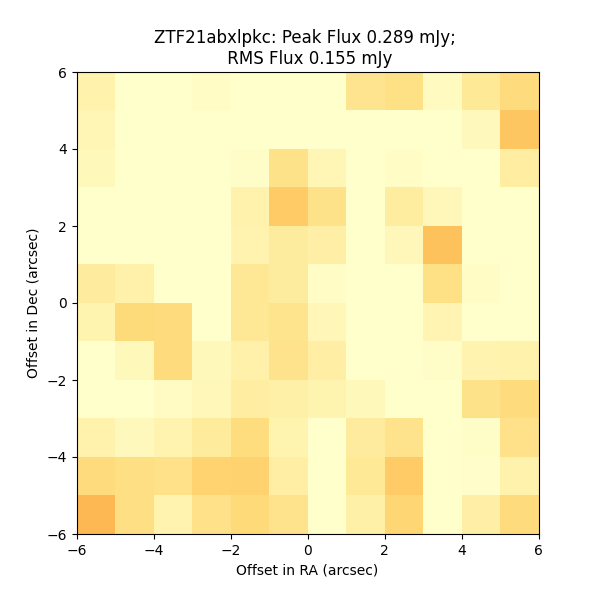 ZTF21abxlpkc: Peak Flux 0.289 mJy;
RMS Flux 0.155 mJy
6
4
2
0
−2
−4
−6
Offset in Dec (arcsec)
−6 −4 −2 0 2 4 6
Offset in RA (arcsec)